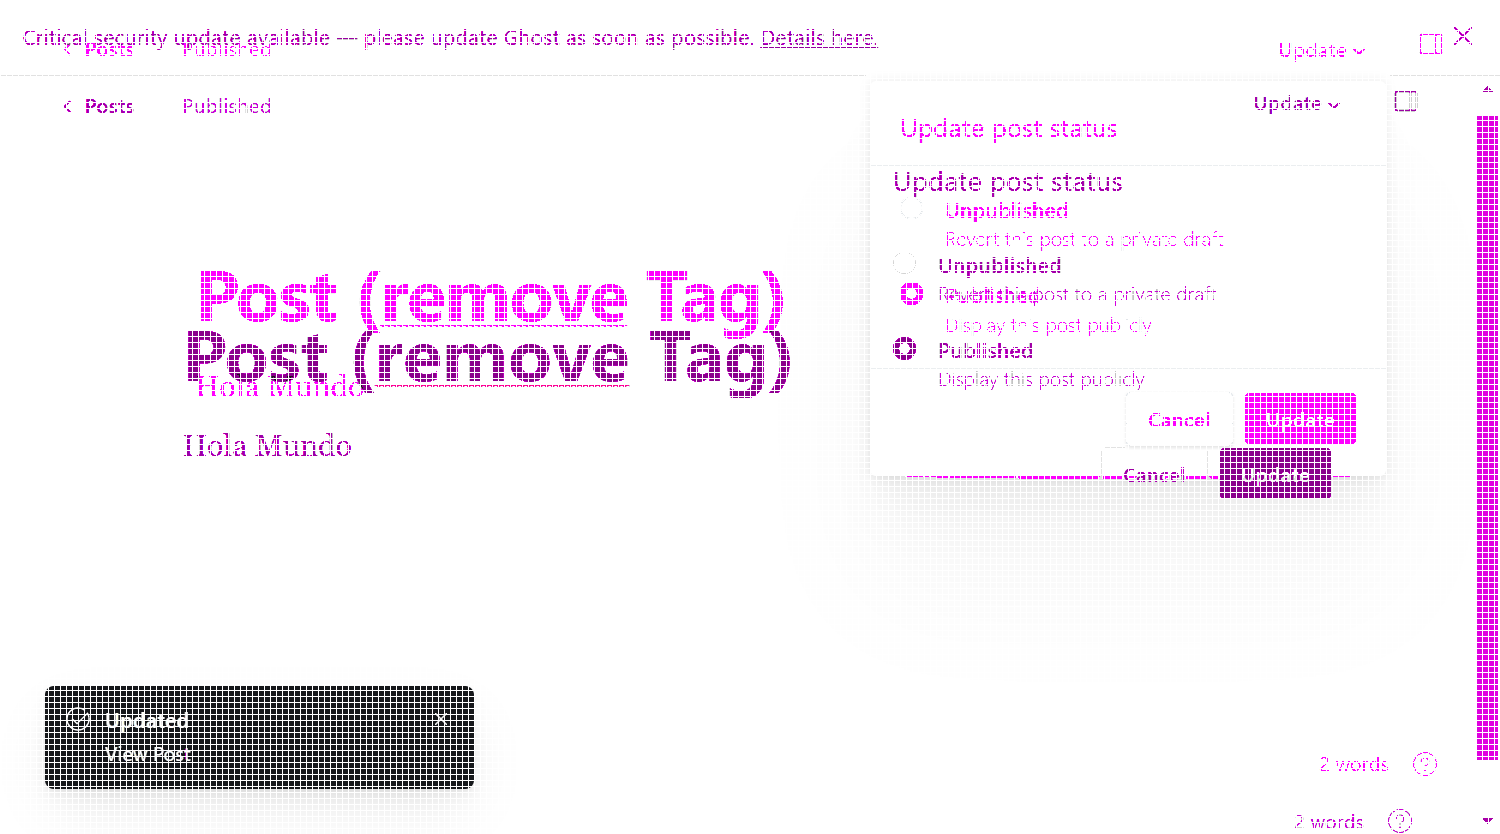 Critical security update available — please update Ghost as soon as possible. Details here.
Posts Published Update
Posts Published Update
Update post status
Update post status
Unpublished
Revert this post to a private draft
Unpublished
Revert this post to a private draft
Published
Display this post publicly
Published
Display this post publicly
Cancel Update
Cancel Update
Post (remove Tag)
Post (remove Tag)
Hola Mundo
Hola Mundo
Updated
View Post
2 words ?
2 words ?